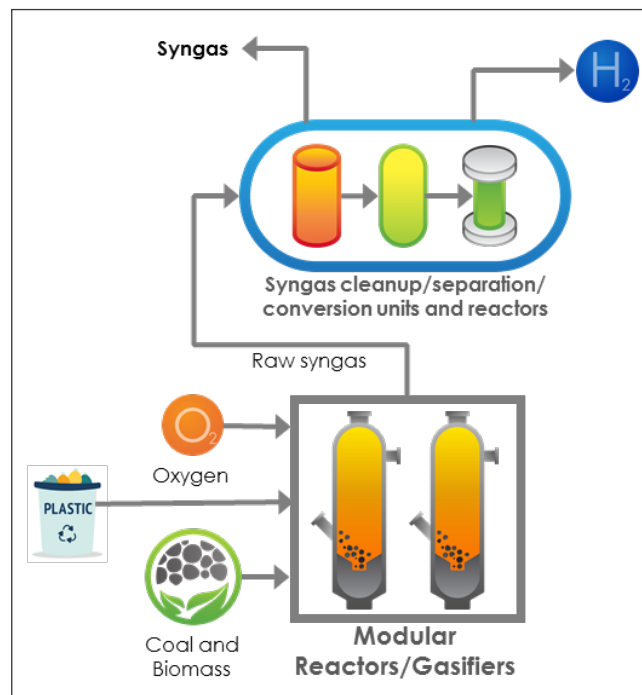 Syngas
H2
Syngas cleanup/separation/
conversion units and reactors
Raw syngas
O2
Oxygen
PLASTIC
Coal and
Biomass
Modular
Reactors/Gasifiers